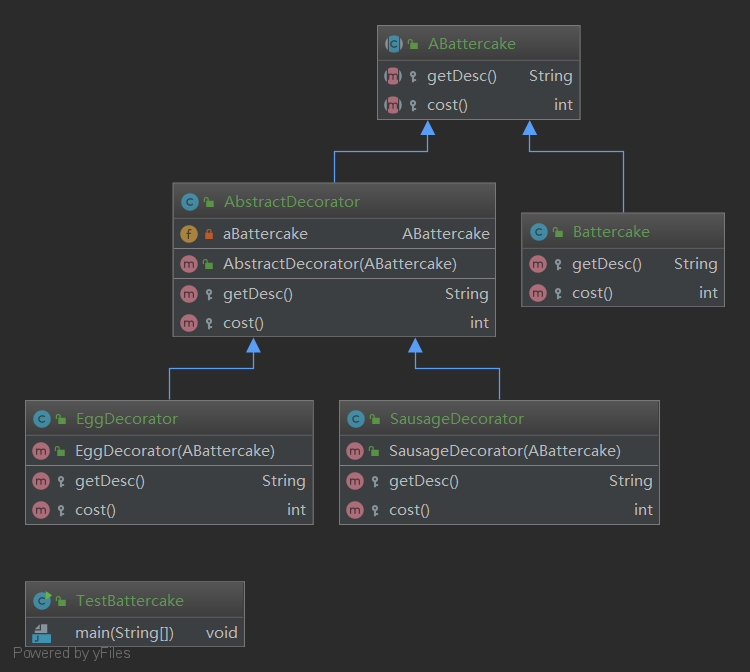 ABattercake
getDesc() String
cost() int
AbstractDecorator
aBattercake ABattercake
AbstractDecorator(ABattercake)
getDesc() String
cost() int
Battercake
getDesc() String
cost() int
EggDecorator
EggDecorator(ABattercake)
getDesc() String
cost() int
SausageDecorator
SausageDecorator(ABattercake)
getDesc() String
cost() int
TestBattercake
main(String[]) void
Powered by yFiles